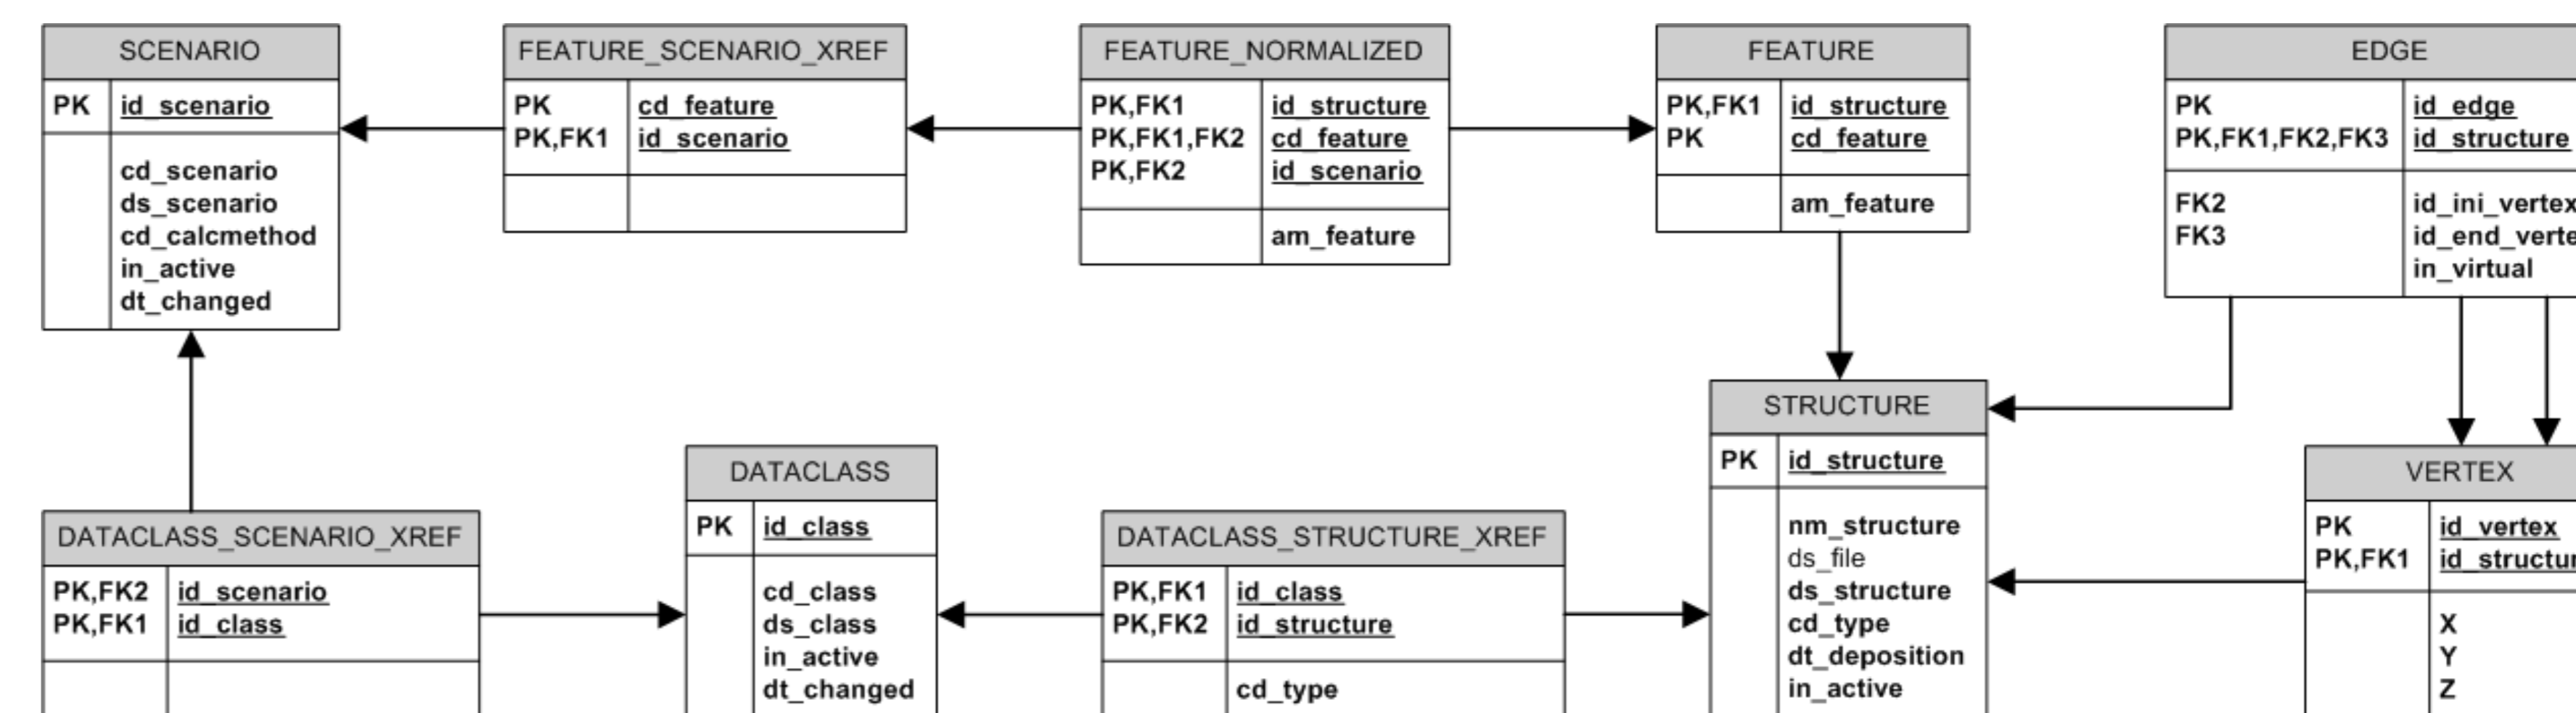 SCENARIO
PK id_scenario
cd_scenario
ds_scenario
cd_calcmethod
in_active
dt_changed
FEATURE_SCENARIO_XREF
PK cd_feature
PK,FK1 id_scenario
FEATURE_NORMALIZED
PK,FK1 id_structure
PK,FK1,FK2 cd_feature
PK,FK2 id_scenario
am_feature
FEATURE
PK,FK1 id_structure
PK cd_feature
am_feature
EDGE
PK id_edge
PK,FK1,FK2,FK3 id_structure
FK2 id_ini_vertex
FK3 id_end_verte
in_virtual
DATACLASS_SCENARIO_XREF
PK,FK2 id_scenario
PK,FK1 id_class
DATACLASS
PK id_class
cd_class
ds_class
in_active
dt_changed
DATACLASS_STRUCTURE_XREF
PK,FK1 id_class
PK,FK2 id_structure
cd_type
STRUCTURE
PK id_structure
nm_structure
ds_file
ds_structure
cd_type
dt_deposition
in_active
VERTEX
PK id_vertex
PK,FK1 id_structur
X
Y
Z